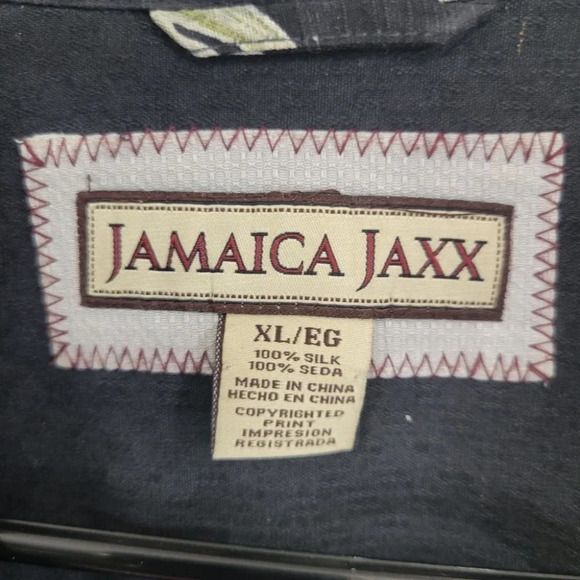 JAMAICA JAXX
XL/EG
100% SILK
100% SEDA
MADE IN CHINA
HECHO EN CHINA
COPYRIGHTED
PRINT
IMPRESION
REGISTRADA